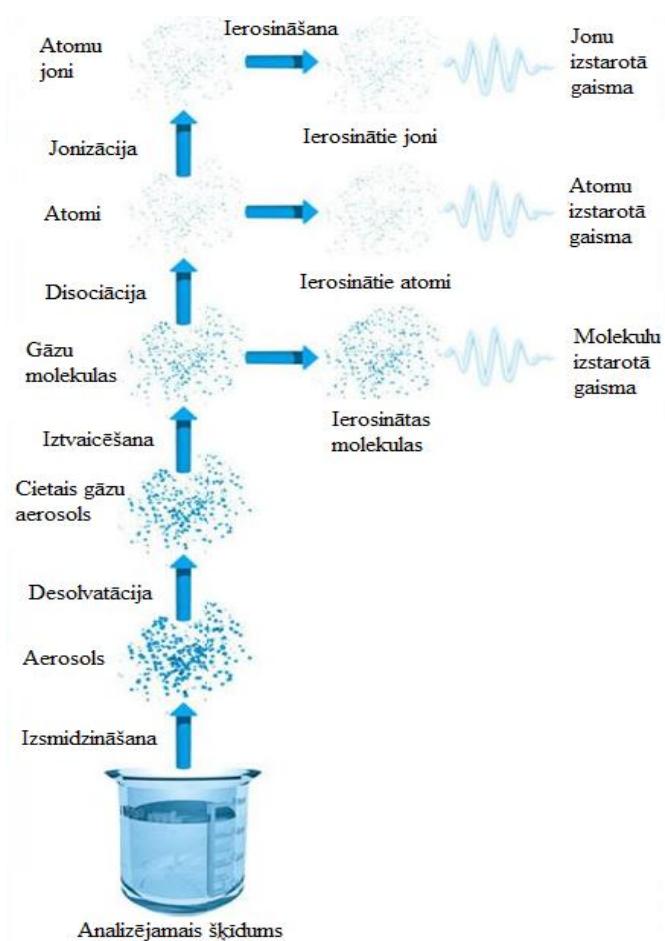 Atomu
joni
Ierosināšana
Jonu
izstarotā
gaisma
Jonizācija
Ierosinātie joni
Atomi
Atomu
izstarotā
gaisma
Disociācija
Ierosinātie atomi
Gāzu
molekulas
Molekulu
izstarotā
gaisma
Ierosinātas
molekulas
Iztvaicēšana
Cietais gāzu
aerosols
Desolvatācija
Aerosols
Izsmidzināšana
Analizējamais šķīdums